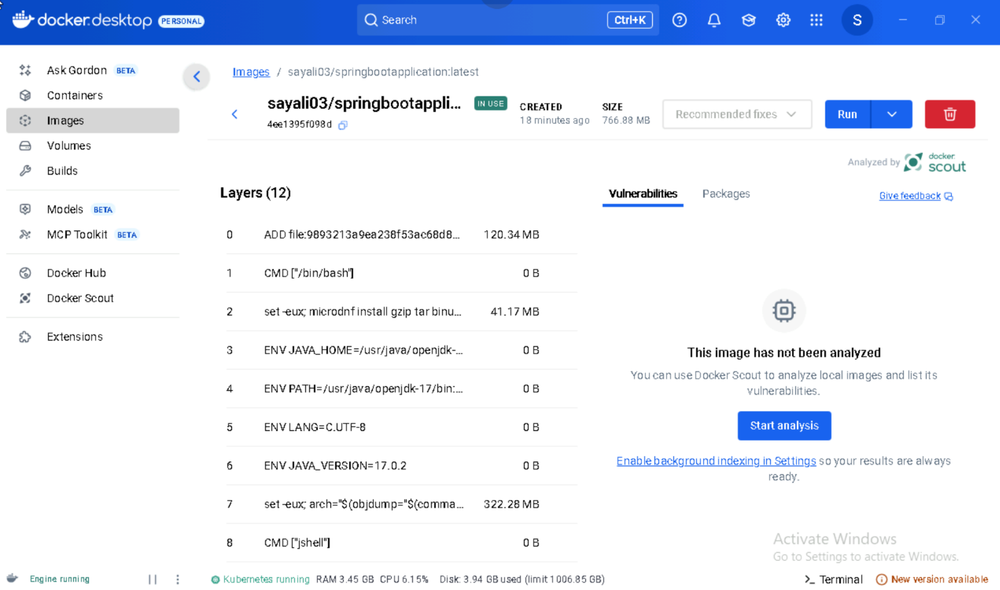 docker.desktop PERSONAL
Search
Ctrl+K
S
Ask Gordon BETA
Containers
Images
Volumes
Builds
Models BETA
MCP Toolkit BETA
Docker Hub
Docker Scout
Extensions
Images / sayali03/springbootapplication:latest
sayali03/springbootappli... IN USE
4ee1395f098d
CREATED
18 minutes ago
SIZE
766.88 MB
Recommended fixes
Run
Analyzed by docker scout
Layers (12)
0 ADD file:9893213a9ea238f53ac68d8... 120.34 MB
1 CMD ["/bin/bash"] 0 B
2 set -eux; microdnf install gzip tar binu... 41.17 MB
3 ENV JAVA_HOME=/usr/java/openjdk-... 0 B
4 ENV PATH=/usr/java/openjdk-17/bin:... 0 B
5 ENV LANG=C.UTF-8 0 B
6 ENV JAVA_VERSION=17.0.2 0 B
7 set -eux; arch="$(objdump="$(comma... 322.28 MB
8 CMD ["jshell"] 0 B
Vulnerabilities
Packages
Give feedback
This image has not been analyzed
You can use Docker Scout to analyze local images and list its
vulnerabilities.
Start analysis
Enable background indexing in Settings so your results are always
ready.
Activate Windows
Go to Settings to activate Windows.
Engine running
Kubernetes running RAM 3.45 GB CPU 6.15% Disk: 3.94 GB used (limit 1006.85 GB)
Terminal
New version available